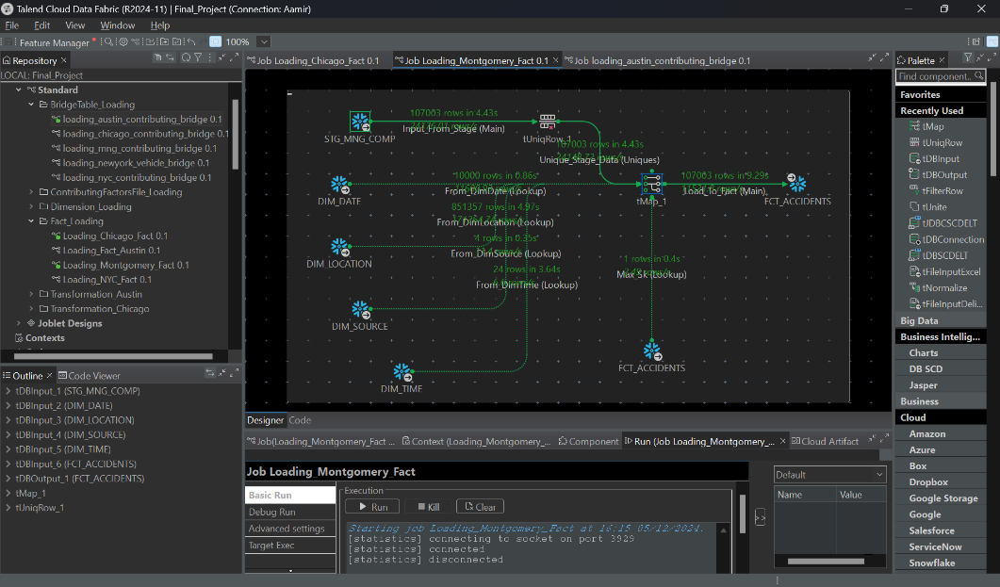 Talend Cloud Data Fabric (R2024-11) | Final_Project (Connection: Aamir)
File Edit View Window Help
Feature Manager 100%
Repository
LOCAL: Final_Project
Standard
BridgeTable_Loading
loading_austin_contributing_bridge 0.1
loading_chicago_contributing_bridge 0.1
loading_mng_contributing_bridge 0.1
loading_newyork_vehicle_bridge 0.1
loading_nyc_contributing_bridge 0.1
ContributingFactorsFile_Loading
Dimension_Loading
Fact_Loading
Loading_Chicago_Fact 0.1
Loading_Fact_Austin 0.1
Loading_Montgomery_Fact 0.1
Loading_NYC_Fact 0.1
Transformation_Austin
Transformation_Chicago
Joblet Designs
Contexts
Outline Code Viewer
tDBInput_1 (STG_MNG_COMP)
tDBInput_2 (DIM_DATE)
tDBInput_3 (DIM_LOCATION)
tDBInput_4 (DIM_SOURCE)
tDBInput_5 (DIM_TIME)
tDBInput_6 (FCT_ACCIDENTS)
tDBOutput_1 (FCT_ACCIDENTS)
tMap_1
tUniqRow_1
Job Loading_Chicago_Fact 0.1 Job Loading_Montgomery_Fact 0.1 Job loading_austin_contributing_bridge 0.1
107003 rows in 4.43s
Input_From_Stage (Main)
STG_MNG_COMP
tUniqRow_1
107003 rows in 4.43s
Unique_Stage_Data (Uniques)
10000 rows in 0.86s
From_DimDate (Lookup)
DIM_DATE
tMap_1
107003 rows in 9.29s
Load_To_Fact (Main)
FCT_ACCIDENTS
851357 rows in 4.97s
From_DimLocation (Lookup)
4 rows in 0.35s
From_DimSource (Lookup)
DIM_LOCATION
24 rows in 3.64s
From_DimTime (Lookup)
1 rows in 0.4s
Max_Sk (Lookup)
DIM_SOURCE
FCT_ACCIDENTS
DIM_TIME
Designer Code
Job(Loading_Montgomery_Fact ... Context (Loading_Montgomery_... Component Run (Job Loading_Montgomery_... Cloud Artifact
Job Loading_Montgomery_Fact
Basic Run
Debug Run
Advanced settings
Target Exec
Execution
Run Kill Clear
Starting job Loading_Montgomery_Fact at 16:15 05/12/2024.
[statistics] connecting to socket on port 3929
[statistics] connected
[statistics] disconnected
>>
Default
Name Value
Palette
Find component...
Favorites
Recently Used
tMap
tUniqRow
tDBInput
tDBOutput
tFilterRow
tUnite
tJDBCSCDELT
tDBConnection
tDBSCDELT
tFileInputExcel
tNormalize
tFileInputDeli...
Big Data
Business Intellig...
Charts
DB SCD
Jasper
Business
Cloud
Amazon
Azure
Box
Dropbox
Google Storage
Google
Salesforce
ServiceNow
Snowflake